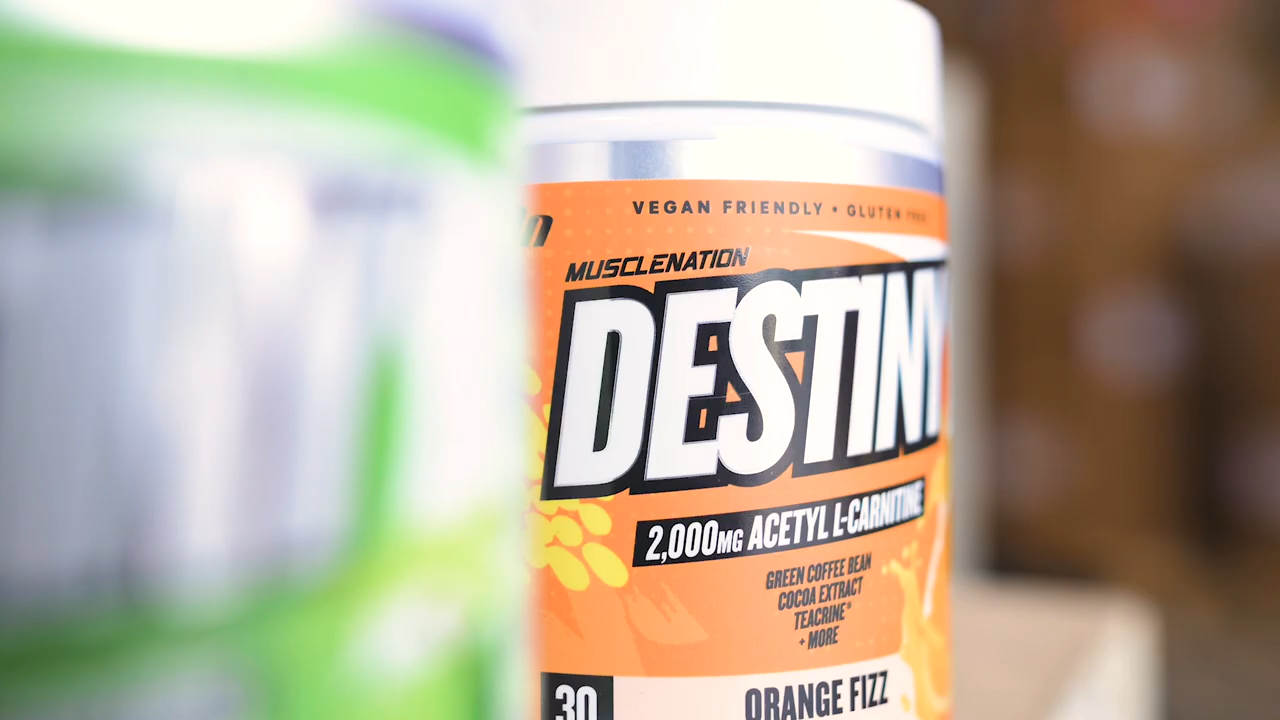 VEGAN FRIENDLY • GLUTEN FREE
MUSCLENATION
DESTINY
2,000MG ACETYL L-CARNITINE
GREEN COFFEE BEAN
COCOA EXTRACT
TEACRINE®
+ MORE
30
ORANGE FIZZ